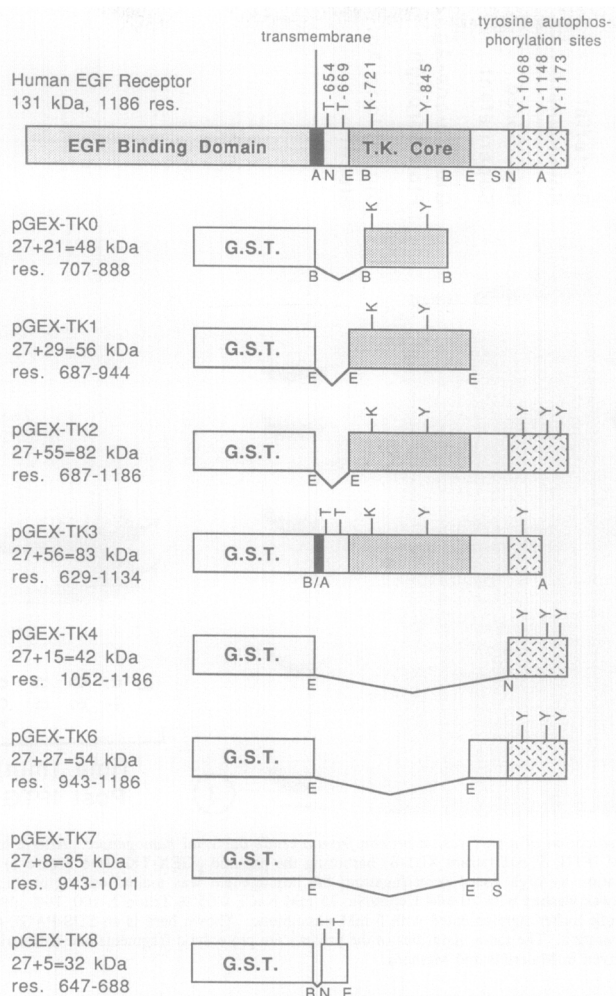 transmembrane
tyrosine autophos-
phorylation sites
Human EGF Receptor
131 kDa, 1186 res.
T-654
T-669
K-721
Y-845
Y-1068
Y-1148
Y-1173
EGF Binding Domain
T.K. Core
A N E B B E S N A
pGEX-TK0
27+21=48 kDa
res. 707-888
G.S.T.
K Y
B B B
pGEX-TK1
27+29=56 kDa
res. 687-944
G.S.T.
K Y
E E E
pGEX-TK2
27+55=82 kDa
res. 687-1186
G.S.T.
K Y Y Y Y
E E
pGEX-TK3
27+56=83 kDa
res. 629-1134
G.S.T.
T T K Y Y
B/A A
pGEX-TK4
27+15=42 kDa
res. 1052-1186
G.S.T.
Y Y Y
E N
pGEX-TK6
27+27=54 kDa
res. 943-1186
G.S.T.
Y Y Y
E E
pGEX-TK7
27+8=35 kDa
res. 943-1011
G.S.T.
E E S
pGEX-TK8
27+5=32 kDa
res. 647-688
G.S.T.
T T
B N E